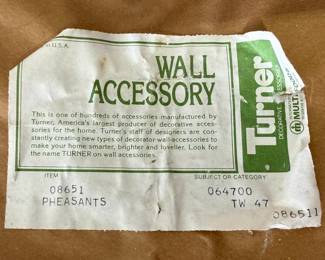 U.S.A.
WALL
ACCESSORY
This is one of hundreds of accessories manufactured by
Turner, America's largest producer of decorative acces-
sories for the home. Turner's staff of designers are con-
stantly creating new types of decorator wall-accessories to
make your home smarter, brighter and lovelier. Look for
the name TURNER on wall accessories.
Turner
DECORATIVE ACCESSORIES
ITEM
SUBJECT OR CATEGORY
08651
064700
PHEASANTS
TW 47
086511